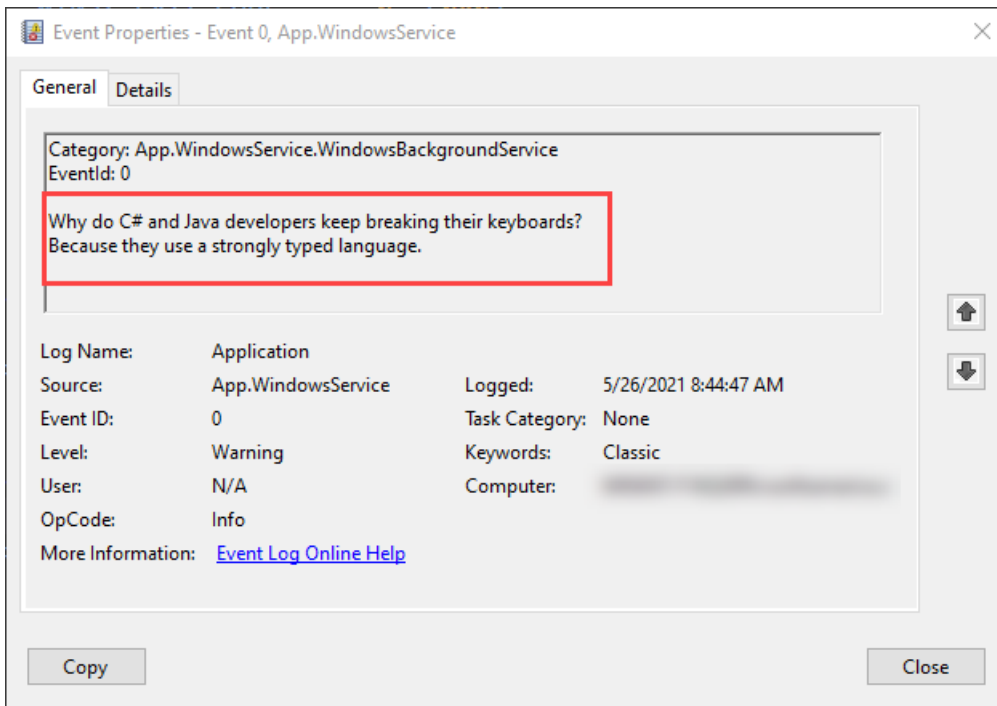 Event Properties - Event 0, App.WindowsService
General Details
Category: App.WindowsService.WindowsBackgroundService
EventId: 0
Why do C# and Java developers keep breaking their keyboards?
Because they use a strongly typed language.
Log Name: Application
Source: App.WindowsService Logged: 5/26/2021 8:44:47 AM
Event ID: 0 Task Category: None
Level: Warning Keywords: Classic
User: N/A Computer:
OpCode: Info
More Information: Event Log Online Help
Copy Close